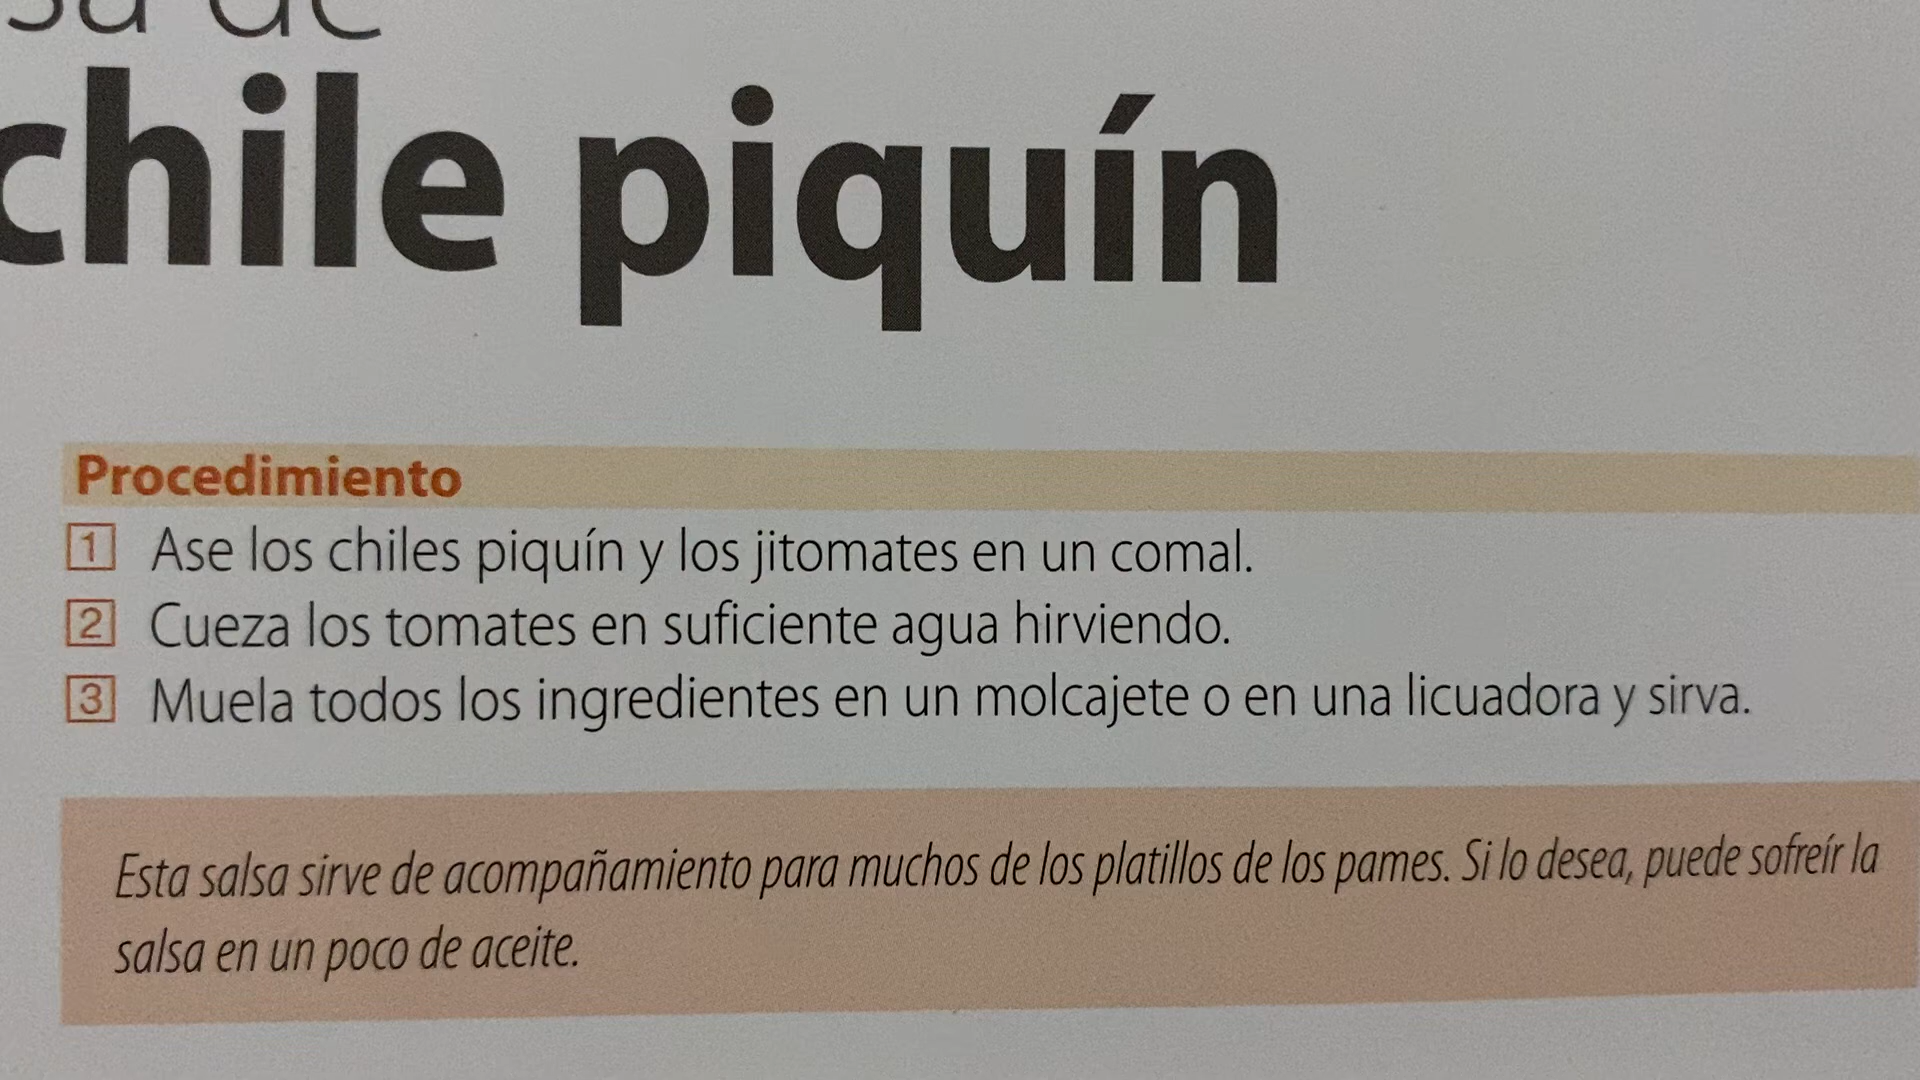 chile piquín
Procedimiento
1 Ase los chiles piquín y los jitomates en un comal.
2 Cueza los tomates en suficiente agua hirviendo.
3 Muela todos los ingredientes en un molcajete o en una licuadora y sirva.
Esta salsa sirve de acompañamiento para muchos de los platillos de los pames. Si lo desea, puede sofreír la
salsa en un poco de aceite.